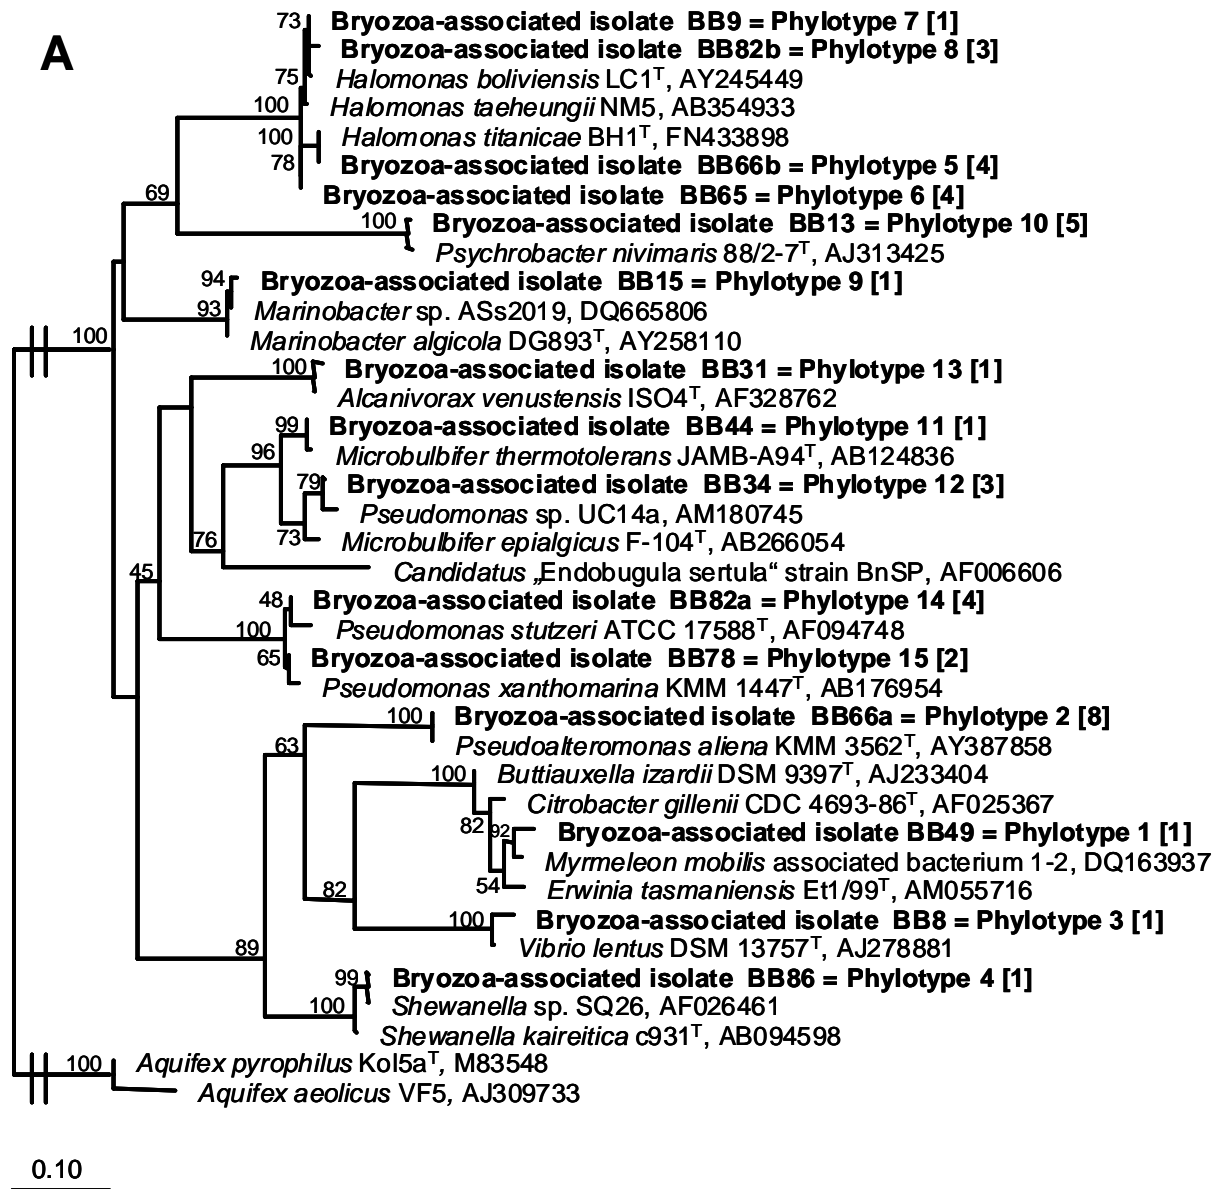 A
73 Bryozoa-associated isolate BB9 = Phylotype 7 [1]
Bryozoa-associated isolate BB82b = Phylotype 8 [3]
75 Halomonas boliviensis LC1ᵀ, AY245449
Halomonas taeheungii NM5, AB354933
100
100 Halomonas titanicae BH1ᵀ, FN433898
78 Bryozoa-associated isolate BB66b = Phylotype 5 [4]
69 Bryozoa-associated isolate BB65 = Phylotype 6 [4]
100 Bryozoa-associated isolate BB13 = Phylotype 10 [5]
Psychrobacter nivimaris 88/2-7ᵀ, AJ313425
94 Bryozoa-associated isolate BB15 = Phylotype 9 [1]
93 Marinobacter sp. ASs2019, DQ665806
100 Marinobacter algicola DG893ᵀ, AY258110
100 Bryozoa-associated isolate BB31 = Phylotype 13 [1]
Alcanivorax venustensis ISO4ᵀ, AF328762
99 Bryozoa-associated isolate BB44 = Phylotype 11 [1]
96 Microbulbifer thermotolerans JAMB-A94ᵀ, AB124836
79 Bryozoa-associated isolate BB34 = Phylotype 12 [3]
Pseudomonas sp. UC14a, AM180745
76 73 Microbulbifer epialgicus F-104ᵀ, AB266054
45 Candidatus „Endobugula sertula“ strain BnSP, AF006606
48 Bryozoa-associated isolate BB82a = Phylotype 14 [4]
100 Pseudomonas stutzeri ATCC 17588ᵀ, AF094748
65 Bryozoa-associated isolate BB78 = Phylotype 15 [2]
Pseudomonas xanthomarina KMM 1447ᵀ, AB176954
100 Bryozoa-associated isolate BB66a = Phylotype 2 [8]
63 Pseudoalteromonas aliena KMM 3562ᵀ, AY387858
100 Buttiauxella izardii DSM 9397ᵀ, AJ233404
Citrobacter gillenii CDC 4693-86ᵀ, AF025367
82 92 Bryozoa-associated isolate BB49 = Phylotype 1 [1]
Myrmeleon mobilis associated bacterium 1-2, DQ163937
82 54 Erwinia tasmaniensis Et1/99ᵀ, AM055716
100 Bryozoa-associated isolate BB8 = Phylotype 3 [1]
89 Vibrio lentus DSM 13757ᵀ, AJ278881
99 Bryozoa-associated isolate BB86 = Phylotype 4 [1]
100 Shewanella sp. SQ26, AF026461
Shewanella kaireitica c931ᵀ, AB094598
100 Aquifex pyrophilus Kol5aᵀ, M83548
Aquifex aeolicus VF5, AJ309733
0.10